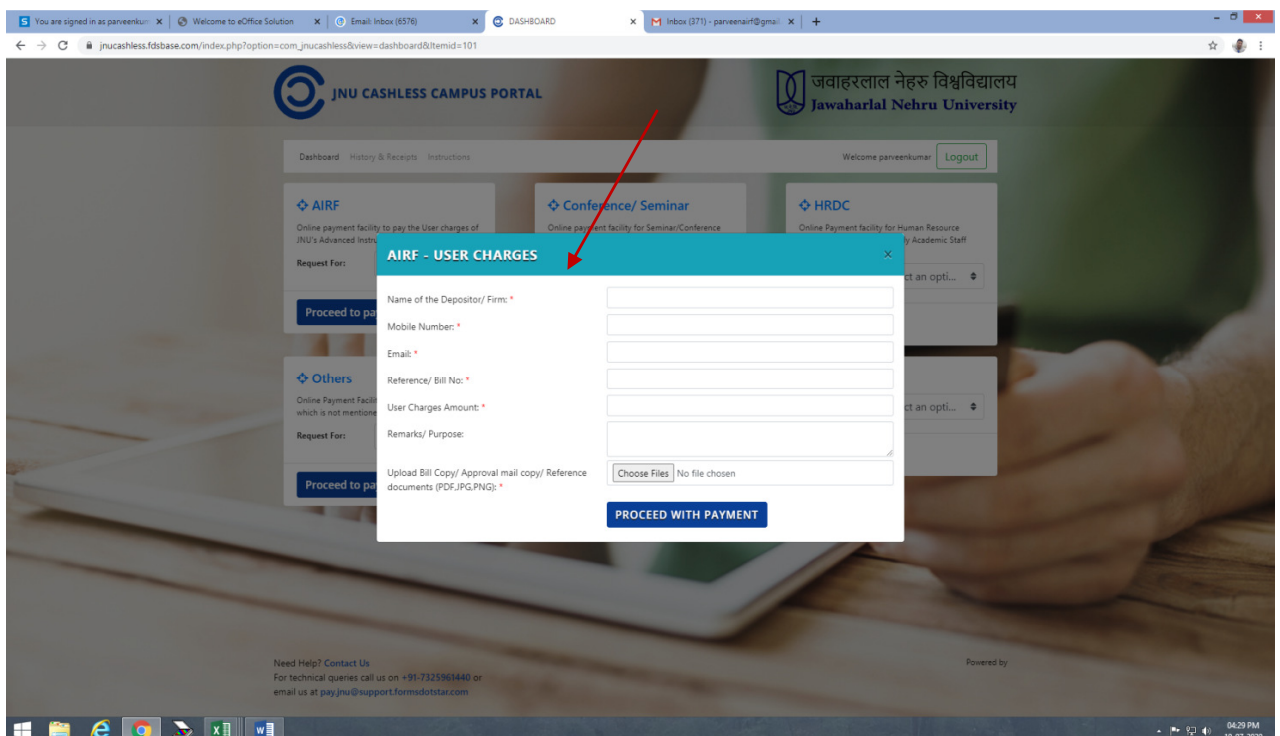 You are signed in as parveenkum
Welcome to eOffice Solution
Email: Inbox (6576)
DASHBOARD
Inbox (371) - parveenairf@gmail.
jnucashless.fdsbase.com/index.php?option=com_jnucashless&view=dashboard&Itemid=101
JNU CASHLESS CAMPUS PORTAL
जवाहरलाल नेहरु विश्वविद्यालय
Jawaharlal Nehru University
Dashboard History & Receipts Instructions
Welcome parveenkumar Logout
AIRF
Online payment facility to pay the User charges of
JNU's Advanced Instru
Request For:
Proceed to pa
Conference/ Seminar
Online payment facility for Seminar/Conference
HRDC
Online Payment facility for Human Resource
ly Academic Staff
ct an opti...
AIRF - USER CHARGES
×
Name of the Depositor/ Firm: *
Mobile Number: *
Email: *
Reference/ Bill No: *
User Charges Amount: *
Remarks/ Purpose:
Upload Bill Copy/ Approval mail copy/ Reference
documents (PDF,JPG,PNG): *
Choose Files No file chosen
PROCEED WITH PAYMENT
Others
Online Payment Facili
which is not mentione
Request For:
Proceed to pa
ct an opti...
Need Help? Contact Us
For technical queries call us on +91-7325961440 or
email us at pay.jnu@support.formsdotstar.com
Powered by
04:29 PM